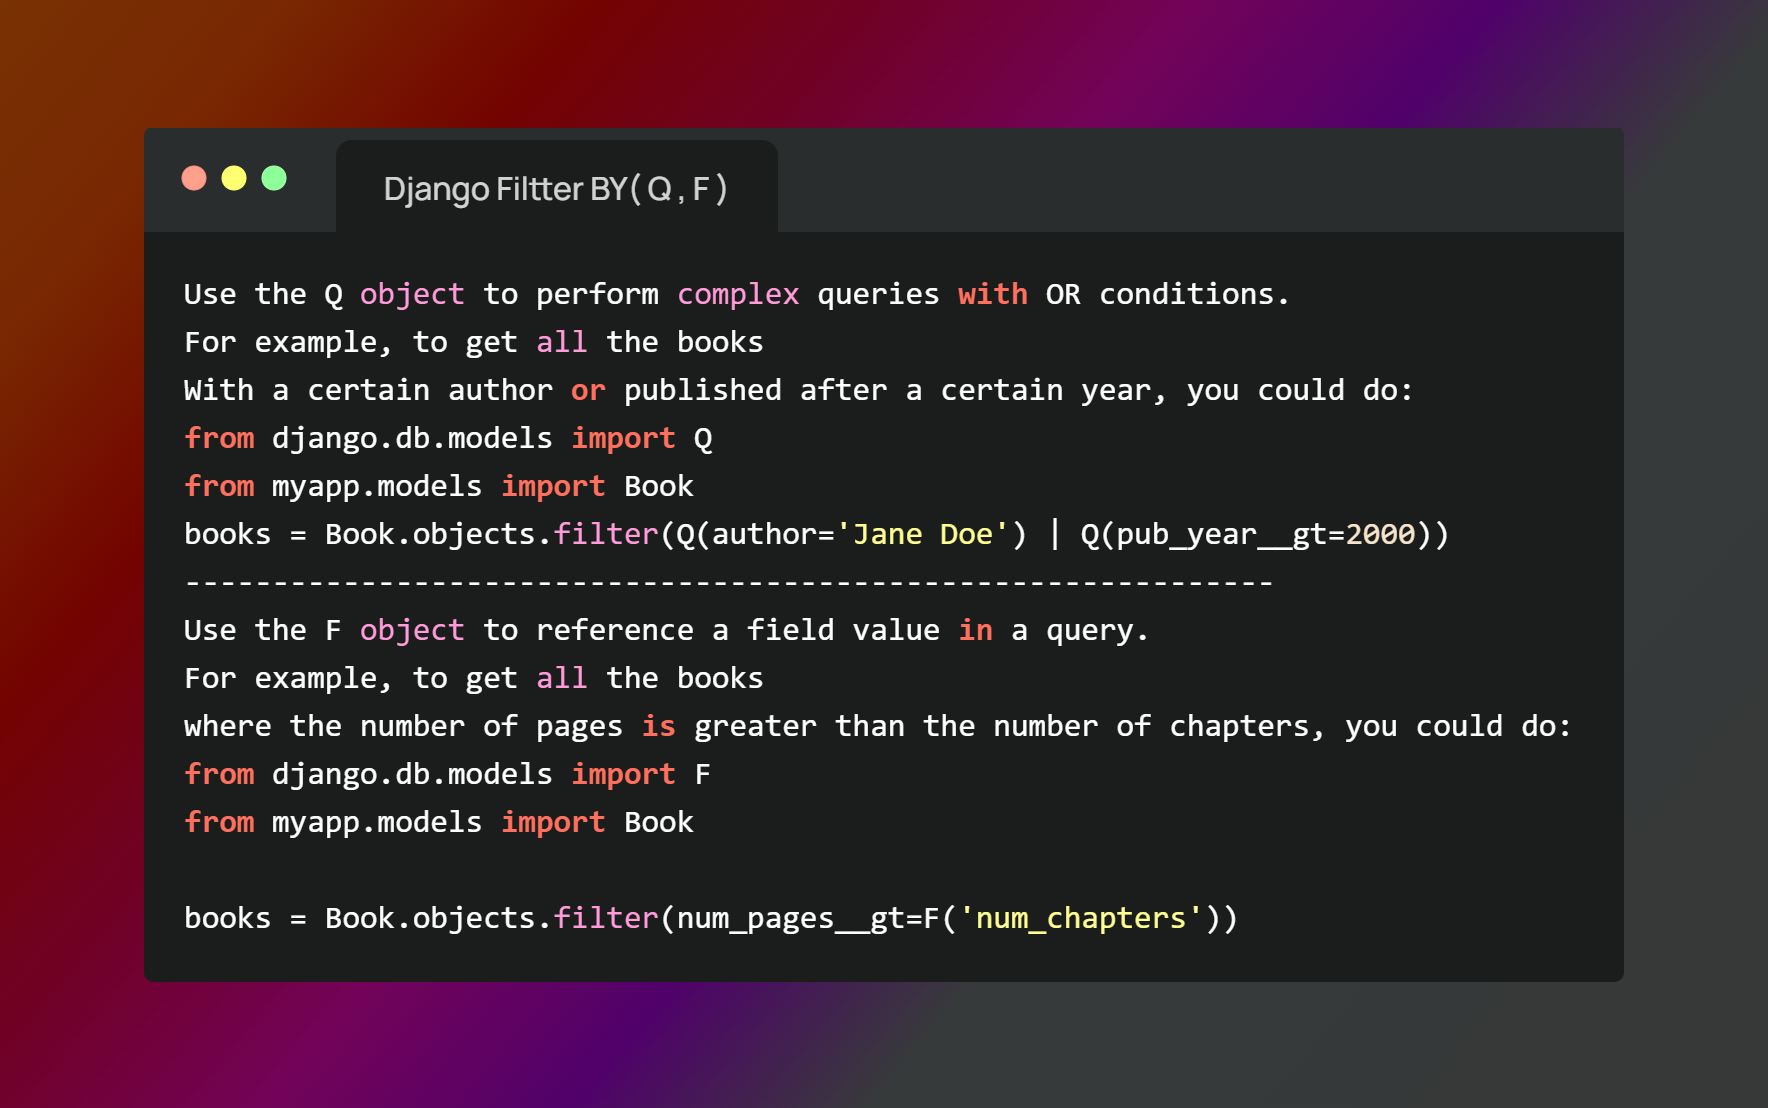 Django Filtter BY( Q , F )
Use the Q object to perform complex queries with OR conditions.
For example, to get all the books
With a certain author or published after a certain year, you could do:
from django.db.models import Q
from myapp.models import Book
books = Book.objects.filter(Q(author='Jane Doe') | Q(pub_year__gt=2000))
--------------------------------------------------------------
Use the F object to reference a field value in a query.
For example, to get all the books
where the number of pages is greater than the number of chapters, you could do:
from django.db.models import F
from myapp.models import Book
books = Book.objects.filter(num_pages__gt=F('num_chapters'))